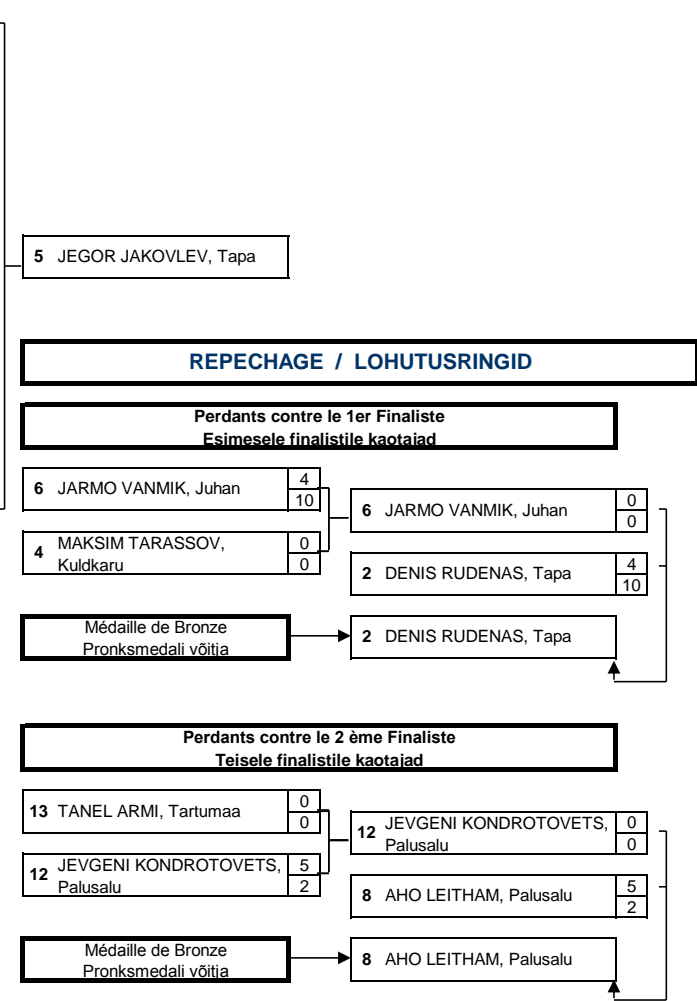 5 JEGOR JAKOVLEV, Tapa
REPECHAGE / LOHUTUSRINGID
Perdants contre le 1er Finaliste
Esimesele finalistile kaotajad
6 JARMO VANMIK, Juhan 4
10
4 MAKSIM TARASSOV, Kuldkaru 0
0
6 JARMO VANMIK, Juhan 0
0
2 DENIS RUDENAS, Tapa 4
10
Médaille de Bronze
Pronksmedali võitja
2 DENIS RUDENAS, Tapa
Perdants contre le 2 ème Finaliste
Teisele finalistile kaotajad
13 TANEL ARMI, Tartumaa 0
0
12 JEVGENI KONDROTOVETS, Palusalu 5
2
12 JEVGENI KONDROTOVETS, Palusalu 0
0
8 AHO LEITHAM, Palusalu 5
2
Médaille de Bronze
Pronksmedali võitja
8 AHO LEITHAM, Palusalu